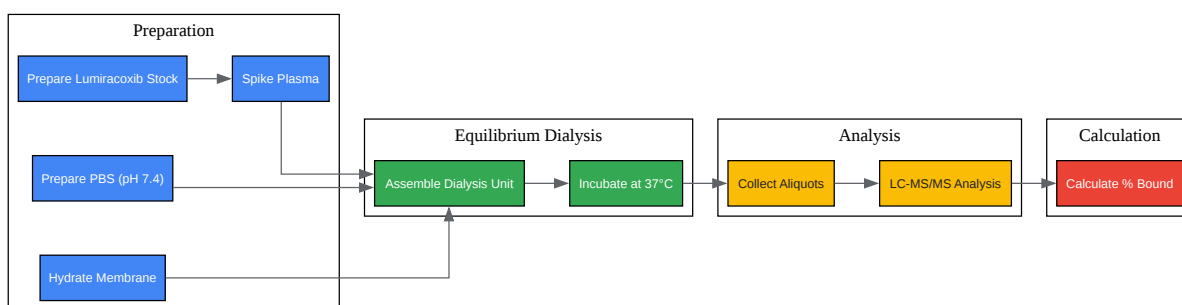 Preparation
Prepare Lumiracoxib Stock
Spike Plasma
Prepare PBS (pH 7.4)
Hydrate Membrane
Equilibrium Dialysis
Assemble Dialysis Unit
Incubate at 37°C
Analysis
Collect Aliquots
LC-MS/MS Analysis
Calculation
Calculate % Bound